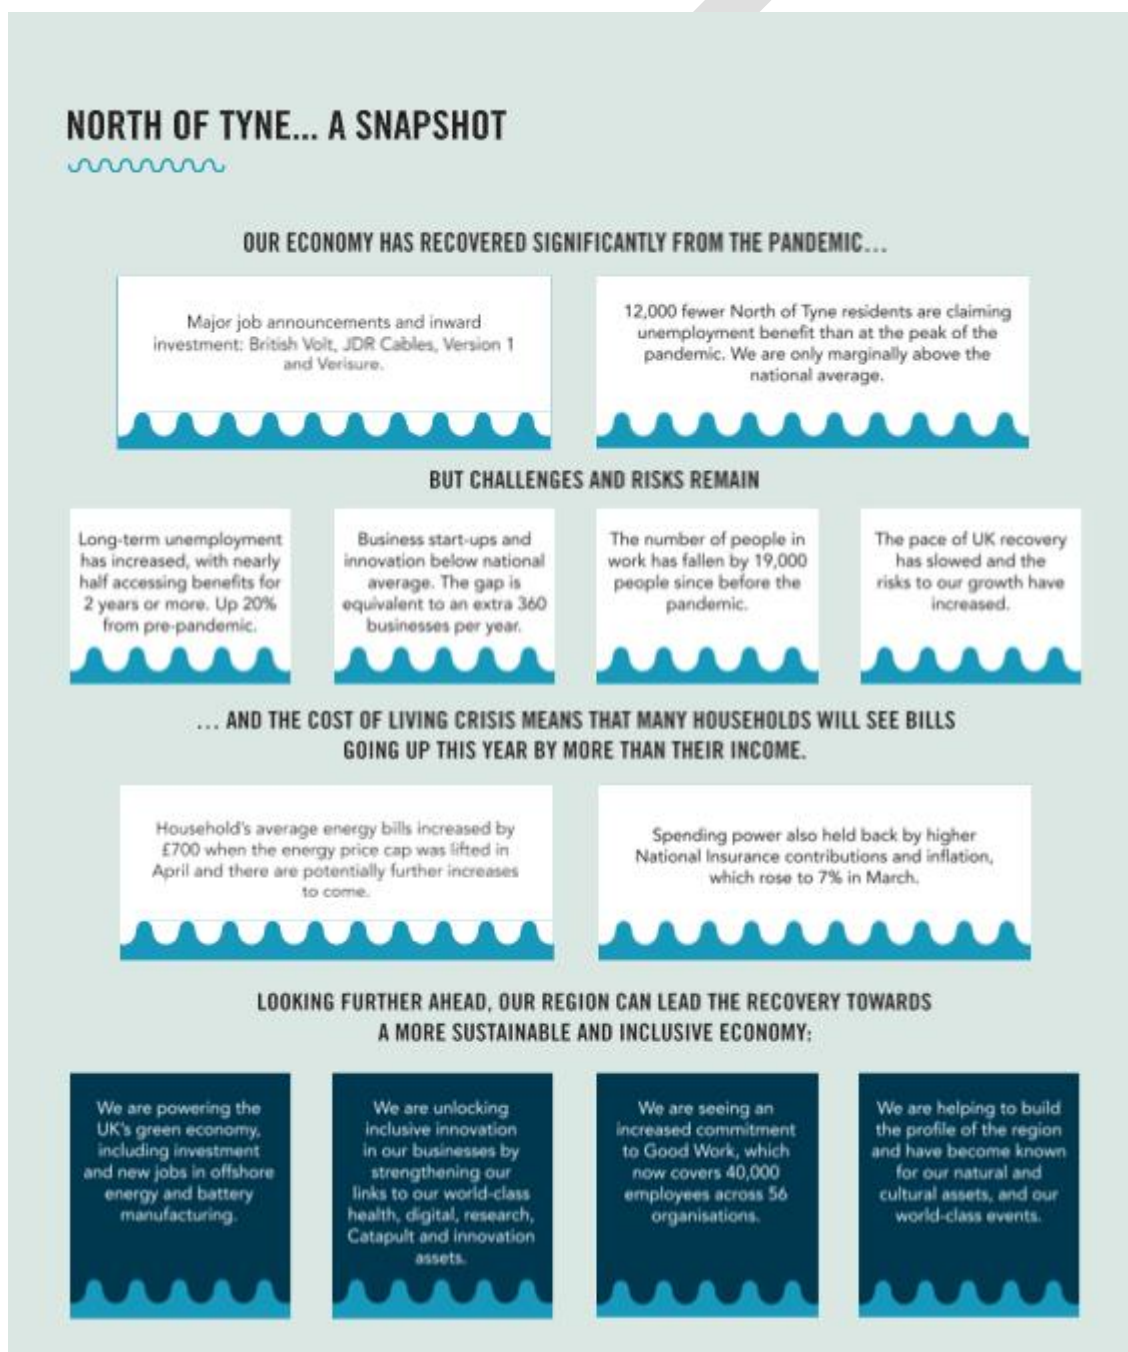 NORTH OF TYNE... A SNAPSHOT
OUR ECONOMY HAS RECOVERED SIGNIFICANTLY FROM THE PANDEMIC...
Major job announcements and inward
investment: British Volt, JDR Cables, Version 1
and Verisure.
12,000 fewer North of Tyne residents are claiming
unemployment benefit than at the peak of the
pandemic. We are only marginally above the
national average.
BUT CHALLENGES AND RISKS REMAIN
Long-term unemployment
has increased, with nearly
half accessing benefits for
2 years or more. Up 20%
from pre-pandemic.
Business start-ups and
innovation below national
average. The gap is
equivalent to an extra 360
businesses per year.
The number of people in
work has fallen by 19,000
people since before the
pandemic.
The pace of UK recovery
has slowed and the
risks to our growth have
increased.
... AND THE COST OF LIVING CRISIS MEANS THAT MANY HOUSEHOLDS WILL SEE BILLS
GOING UP THIS YEAR BY MORE THAN THEIR INCOME.
Household's average energy bills increased by
£700 when the energy price cap was lifted in
April and there are potentially further increases
to come.
Spending power also held back by higher
National Insurance contributions and inflation,
which rose to 7% in March.
LOOKING FURTHER AHEAD, OUR REGION CAN LEAD THE RECOVERY TOWARDS
A MORE SUSTAINABLE AND INCLUSIVE ECONOMY:
We are powering the
UK's green economy,
including investment
and new jobs in offshore
energy and battery
manufacturing.
We are unlocking
inclusive innovation
in our businesses by
strengthening our
links to our world-class
health, digital, research,
Catapult and innovation
assets.
We are seeing an
increased commitment
to Good Work, which
now covers 40,000
employees across 56
organisations.
We are helping to build
the profile of the region
and have become known
for our natural and
cultural assets, and our
world-class events.